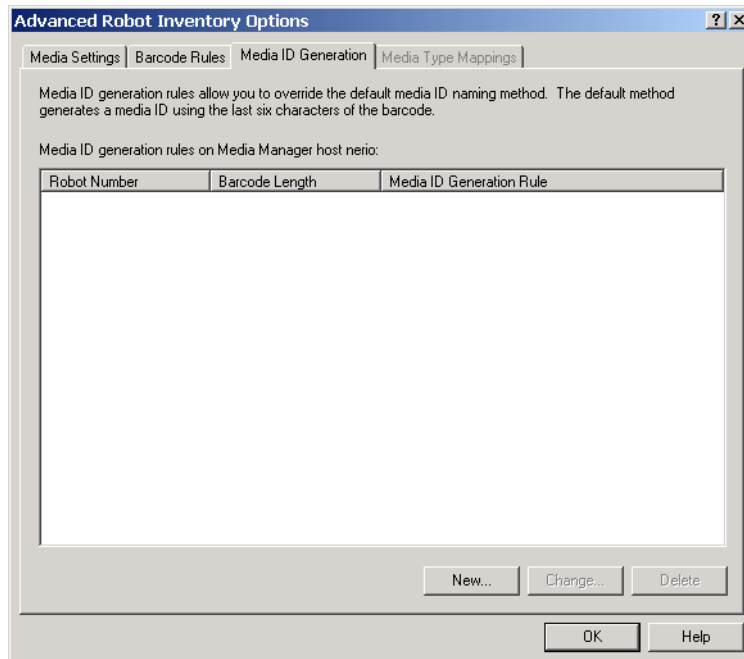 Advanced Robot Inventory Options
Media Settings Barcode Rules Media ID Generation Media Type Mappings
Media ID generation rules allow you to override the default media ID naming method. The default method
generates a media ID using the last six characters of the barcode.
Media ID generation rules on Media Manager host nerio:
Robot Number Barcode Length Media ID Generation Rule
New... Change... Delete
OK Help